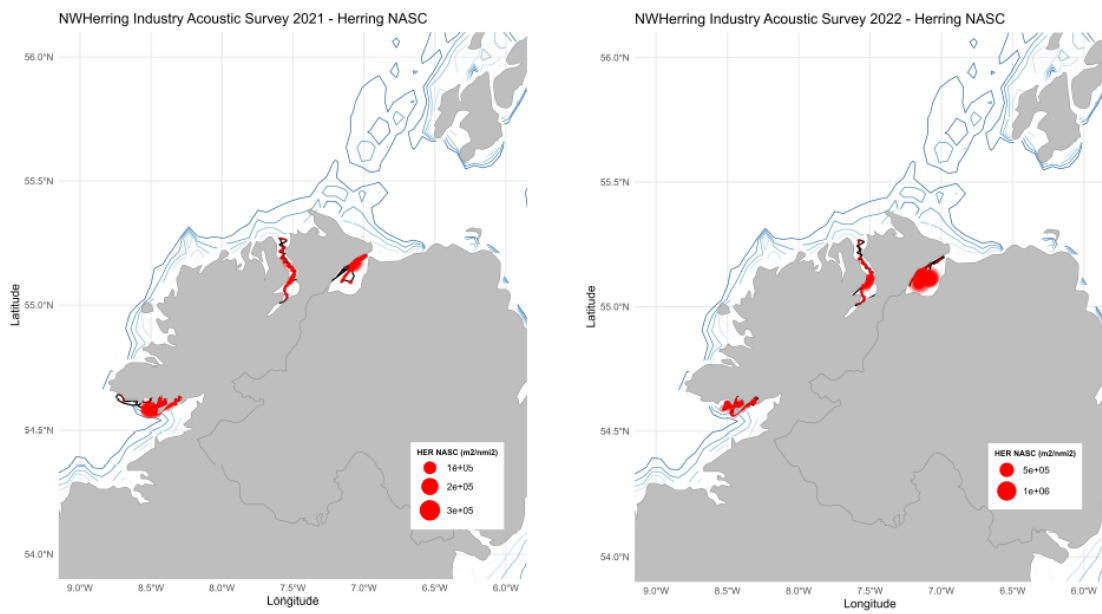 NWHerring Industry Acoustic Survey 2021 - Herring NASC
56.0°N
55.5°N
55.0°N
54.5°N
54.0°N
Latitude
9.0°W 8.5°W 8.0°W 7.5°W 7.0°W 6.5°W 6.0°W
Longitude
HER NASC (m2/nmi2)
1e+05
2e+05
3e+05
NWHerring Industry Acoustic Survey 2022 - Herring NASC
56.0°N
55.5°N
55.0°N
54.5°N
54.0°N
Latitude
9.0°W 8.5°W 8.0°W 7.5°W 7.0°W 6.5°W 6.0°W
Longitude
HER NASC (m2/nmi2)
5e+05
1e+06